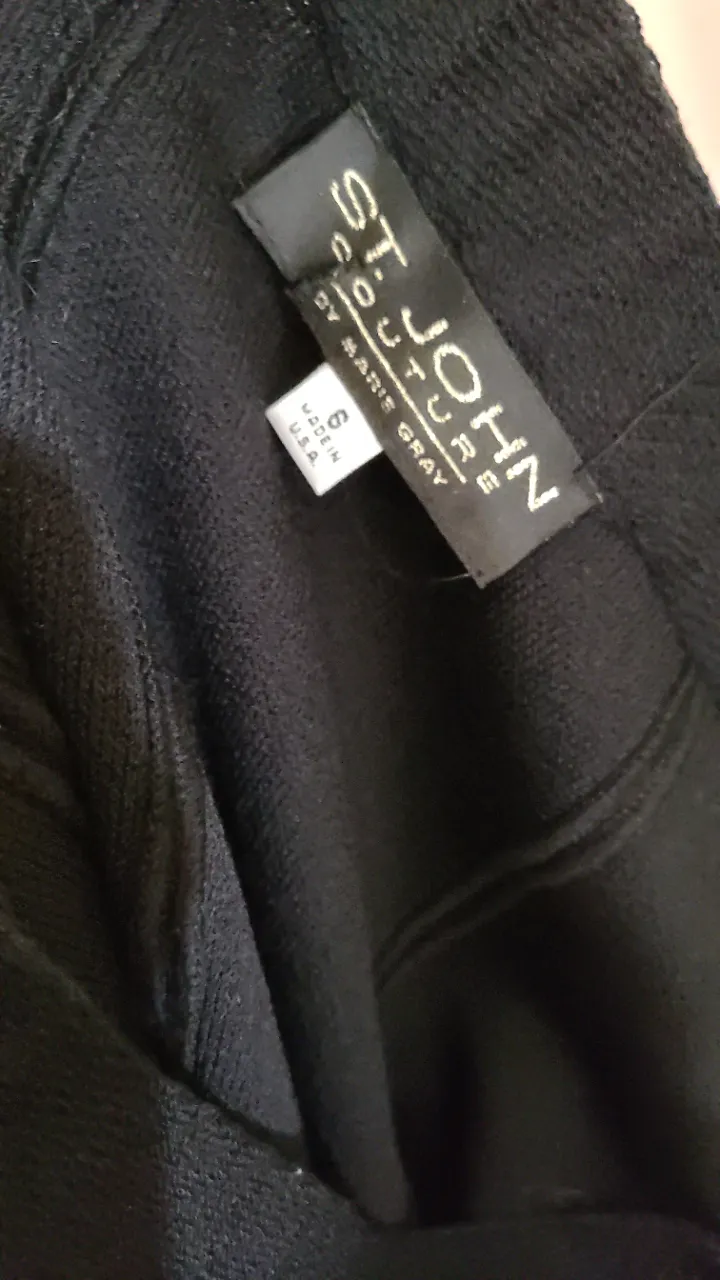 ST. JOHN
COUTURE
BY MARIE GRAY
6
MADE IN
U.S.A.